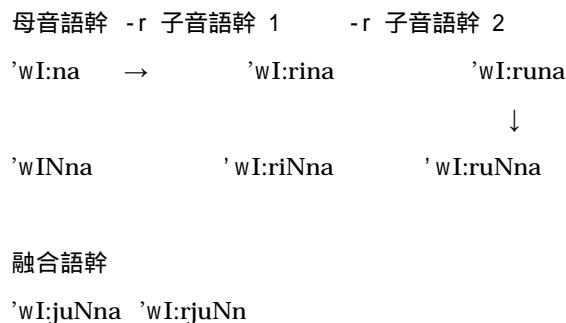 母音語幹 -r 子音語幹 1 -r 子音語幹 2
’wI:na → ’wI:rina ’wI:runa
↓
’wINna ’wI:riNna ’wI:ruNna
融合語幹
’wI:juNna ’wI:rjuNn